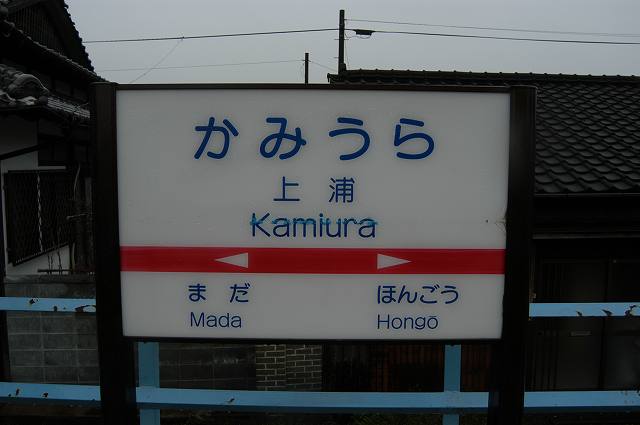 かみうら
上浦
Kamiura
まだ ほんごう
Mada Hongō